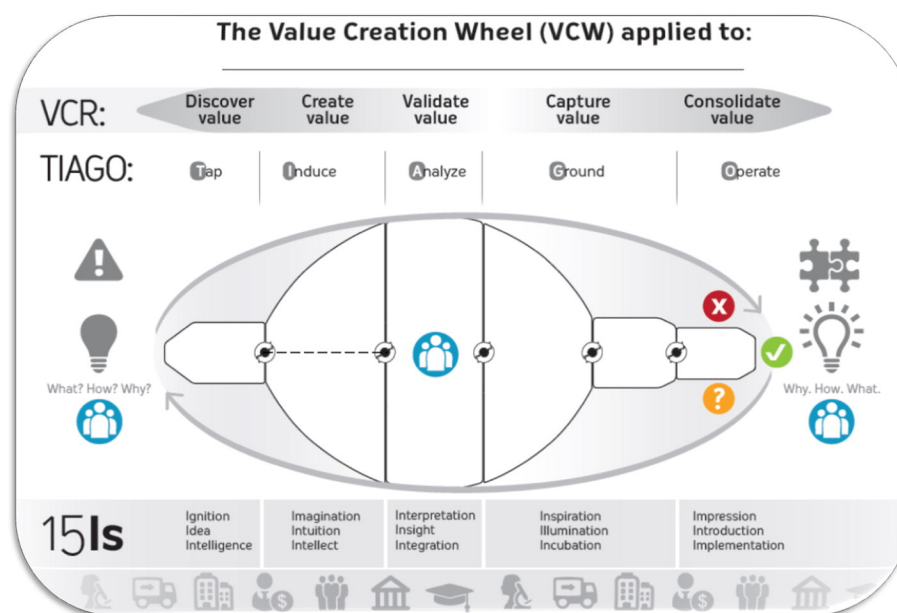 The Value Creation Wheel (VCW) applied to:
VCR:
Discover value
Create value
Validate value
Capture value
Consolidate value
TIAGO:
Tap
Induce
Analyze
Ground
Operate
X
?
What? How? Why?
Why. How. What.
15Is
Ignition
Idea
Intelligence
Imagination
Intuition
Intellect
Interpretation
Insight
Integration
Inspiration
Illumination
Incubation
Impression
Introduction
Implementation
$
$